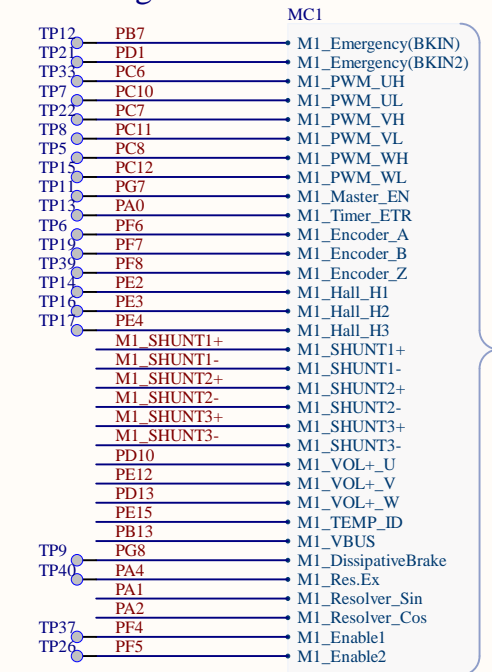 MC1
TP12 PB7 M1_Emergency(BKIN)
TP21 PD1 M1_Emergency(BKIN2)
TP33 PC6 M1_PWM_UH
TP7 PC10 M1_PWM_UL
TP22 PC7 M1_PWM_VH
TP8 PC11 M1_PWM_VL
TP5 PC8 M1_PWM_WH
TP15 PC12 M1_PWM_WL
TP11 PG7 M1_Master_EN
TP13 PA0 M1_Timer_ETR
TP6 PF6 M1_Encoder_A
TP19 PF7 M1_Encoder_B
TP39 PF8 M1_Encoder_Z
TP14 PE2 M1_Hall_H1
TP16 PE3 M1_Hall_H2
TP17 PE4 M1_Hall_H3
M1_SHUNT1+ M1_SHUNT1+
M1_SHUNT1- M1_SHUNT1-
M1_SHUNT2+ M1_SHUNT2+
M1_SHUNT2- M1_SHUNT2-
M1_SHUNT3+ M1_SHUNT3+
M1_SHUNT3- M1_SHUNT3-
PD10 M1_VOL+_U
PE12 M1_VOL+_V
PD13 M1_VOL+_W
PE15 M1_TEMP_ID
PB13 M1_VBUS
TP9 PG8 M1_DissipativeBrake
TP40 PA4 M1_Res.Ex
PA1 M1_Resolver_Sin
PA2 M1_Resolver_Cos
TP37 PF4 M1_Enable1
TP26 PF5 M1_Enable2